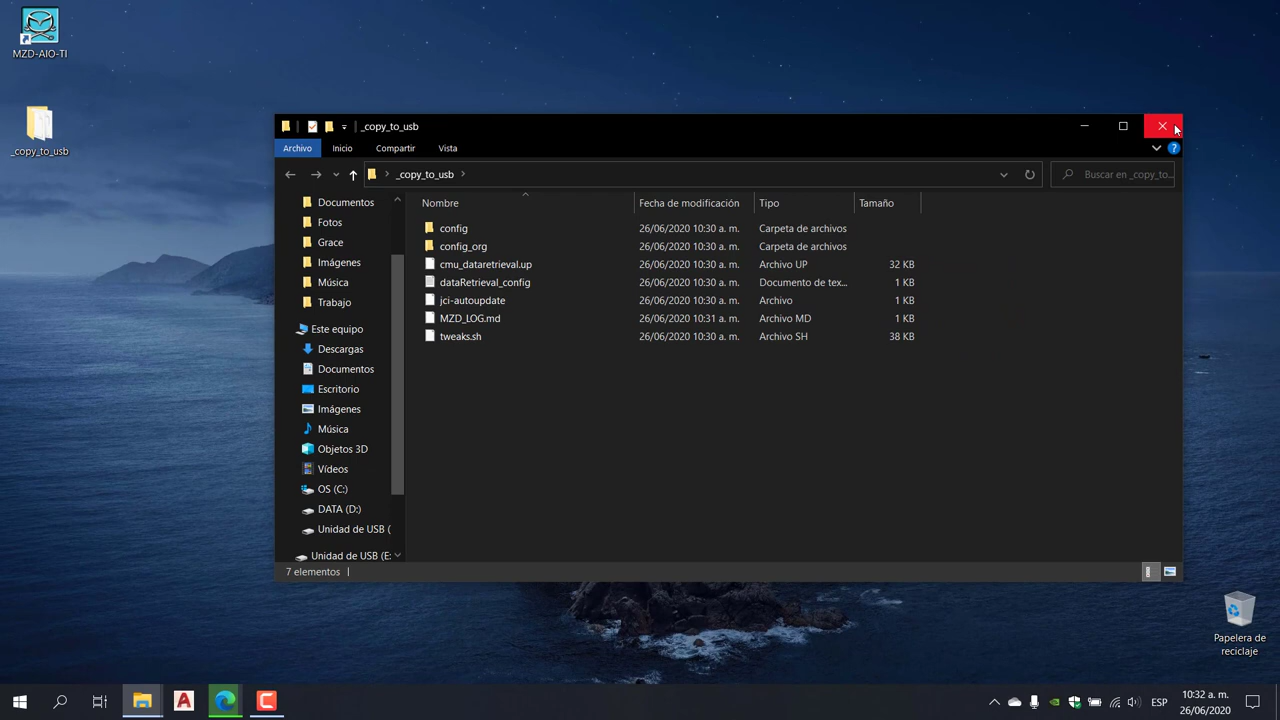 MZD-AIO-TI
_copy_to_usb
_copy_to_usb
Archivo Inicio Compartir Vista
_copy_to_usb
Buscar en _copy_to...
Nombre Fecha de modificación Tipo Tamaño
Documentos
Fotos
Grace
Imágenes
Música
Trabajo
Este equipo
Descargas
Documentos
Escritorio
Imágenes
Música
Objetos 3D
Vídeos
OS (C:)
DATA (D:)
Unidad de USB (
Unidad de USB (E:
config 26/06/2020 10:30 a. m. Carpeta de archivos
config_org 26/06/2020 10:30 a. m. Carpeta de archivos
cmu_dataretrieval.up 26/06/2020 10:30 a. m. Archivo UP 32 KB
dataRetrieval_config 26/06/2020 10:30 a. m. Documento de tex... 1 KB
jci-autoupdate 26/06/2020 10:30 a. m. Archivo 1 KB
MZD_LOG.md 26/06/2020 10:31 a. m. Archivo MD 1 KB
tweaks.sh 26/06/2020 10:30 a. m. Archivo SH 38 KB
7 elementos
Papelera de
reciclaje
ESP
10:32 a. m.
26/06/2020